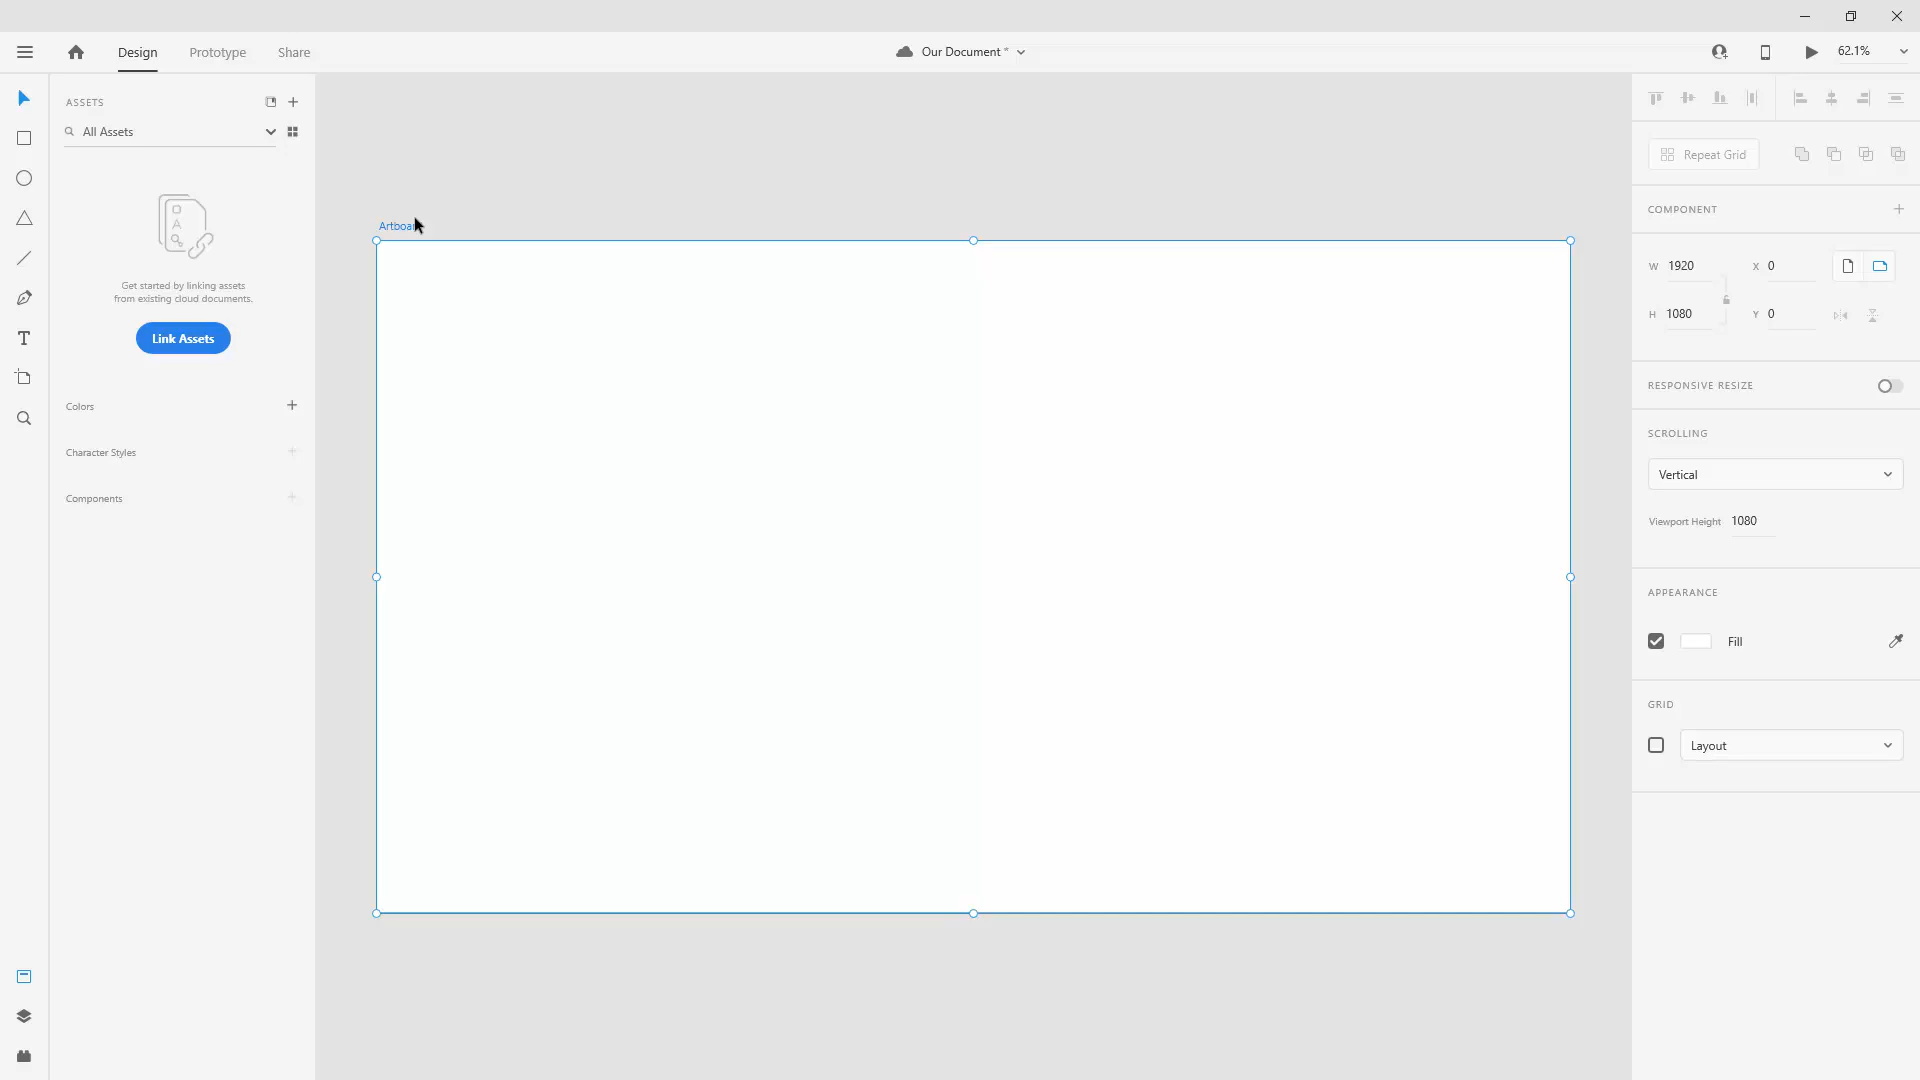 Design
Prototype
Share
Our Document *
62.1%
ASSETS
All Assets
A
Get started by linking assets
from existing cloud documents.
Link Assets
Colors
Character Styles
Components
Repeat Grid
COMPONENT
W 1920
X 0
H 1080
Y 0
RESPONSIVE RESIZE
SCROLLING
Vertical
Viewport Height 1080
APPEARANCE
Fill
GRID
Layout